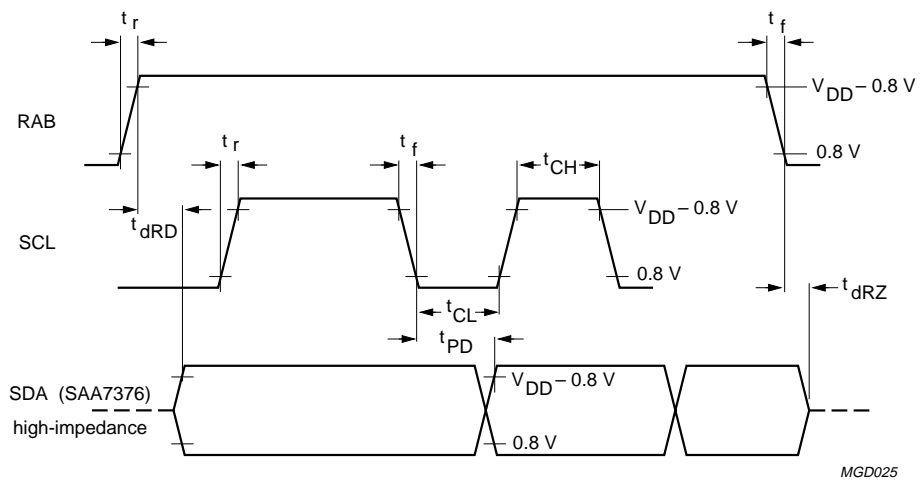 t r
t f
V DD – 0.8 V
RAB
0.8 V
t r
t f
t CH
V DD – 0.8 V
t dRD
SCL
0.8 V
t dRZ
t CL
t PD
SDA (SAA7376)
V DD – 0.8 V
high-impedance
0.8 V
MGD025